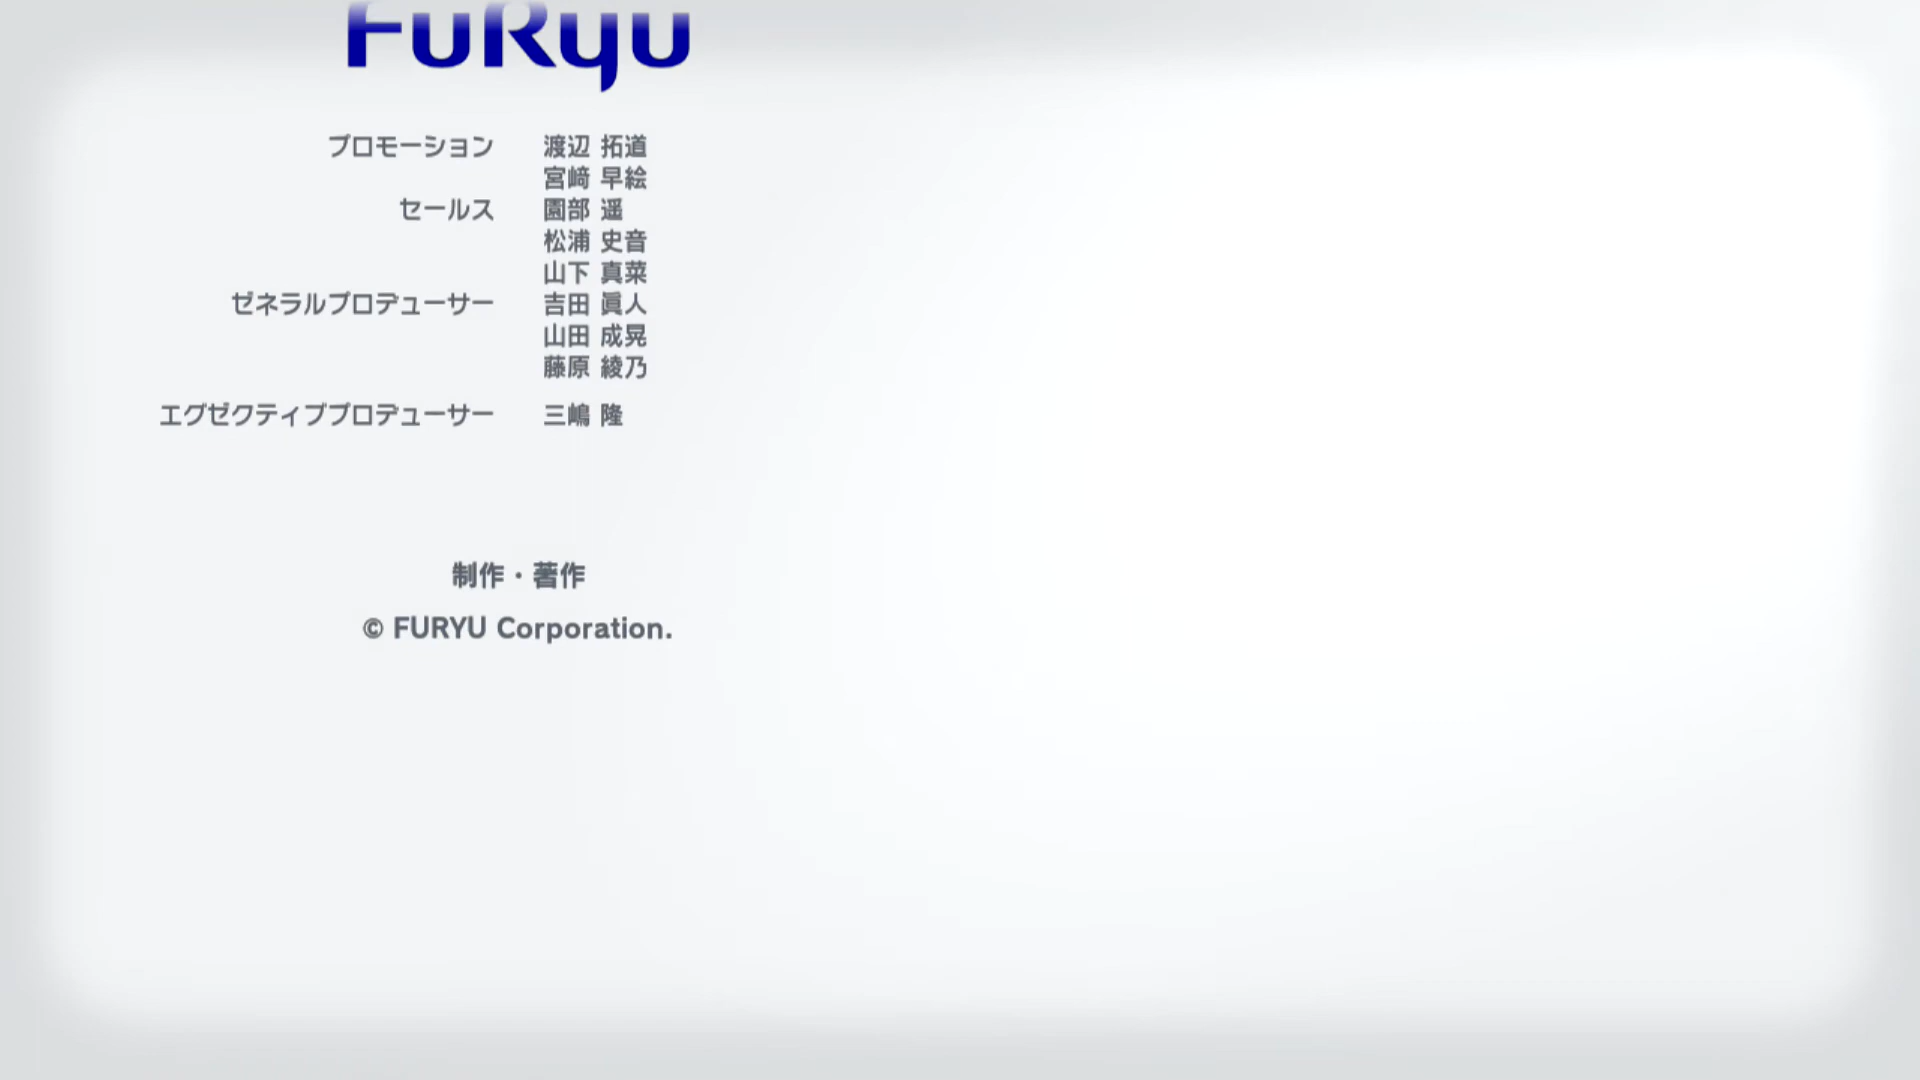 FURYU
プロモーション 渡辺 拓道
宮﨑 早絵
セールス 園部 遥
松浦 史音
山下 真菜
ゼネラルプロデューサー 吉田 眞人
山田 成晃
藤原 綾乃
エグゼクティブプロデューサー 三嶋 隆
制作・著作
© FURYU Corporation.